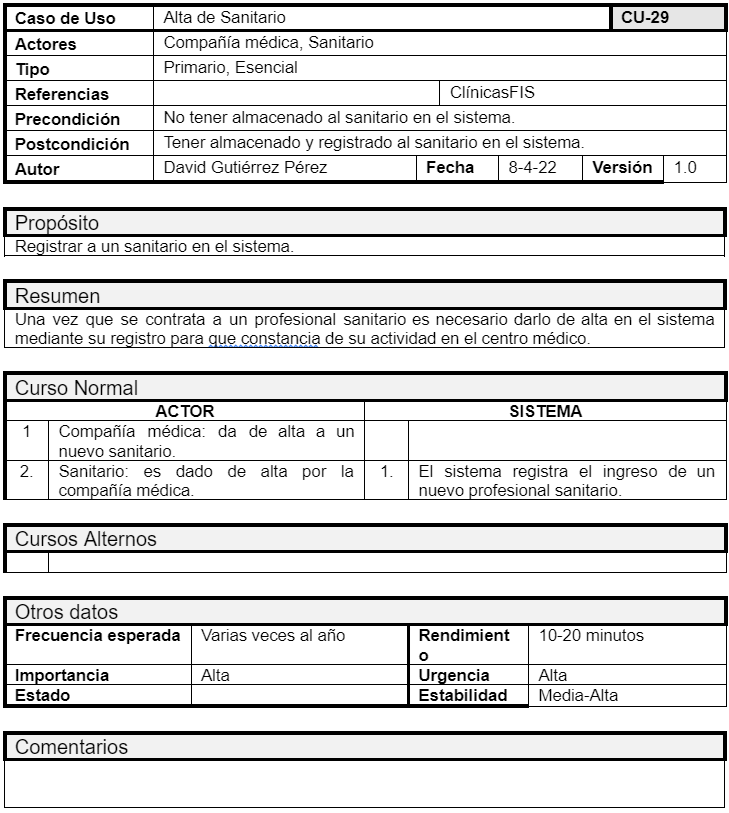 Caso de Uso Alta de Sanitario CU-29
Actores Compañía médica, Sanitario
Tipo Primario, Esencial
Referencias ClínicasFIS
Precondición No tener almacenado al sanitario en el sistema.
Postcondición Tener almacenado y registrado al sanitario en el sistema.
Autor David Gutiérrez Pérez Fecha 8-4-22 Versión 1.0
Propósito
Registrar a un sanitario en el sistema.
Resumen
Una vez que se contrata a un profesional sanitario es necesario darlo de alta en el sistema
mediante su registro para que constancia de su actividad en el centro médico.
Curso Normal
ACTOR SISTEMA
1 Compañía médica: da de alta a un
nuevo sanitario.
2. Sanitario: es dado de alta por la 1. El sistema registra el ingreso de un
compañía médica. nuevo profesional sanitario.
Cursos Alternos
Otros datos
Frecuencia esperada Varias veces al año Rendimient 10-20 minutos
o
Importancia Alta Urgencia Alta
Estado Estabilidad Media-Alta
Comentarios